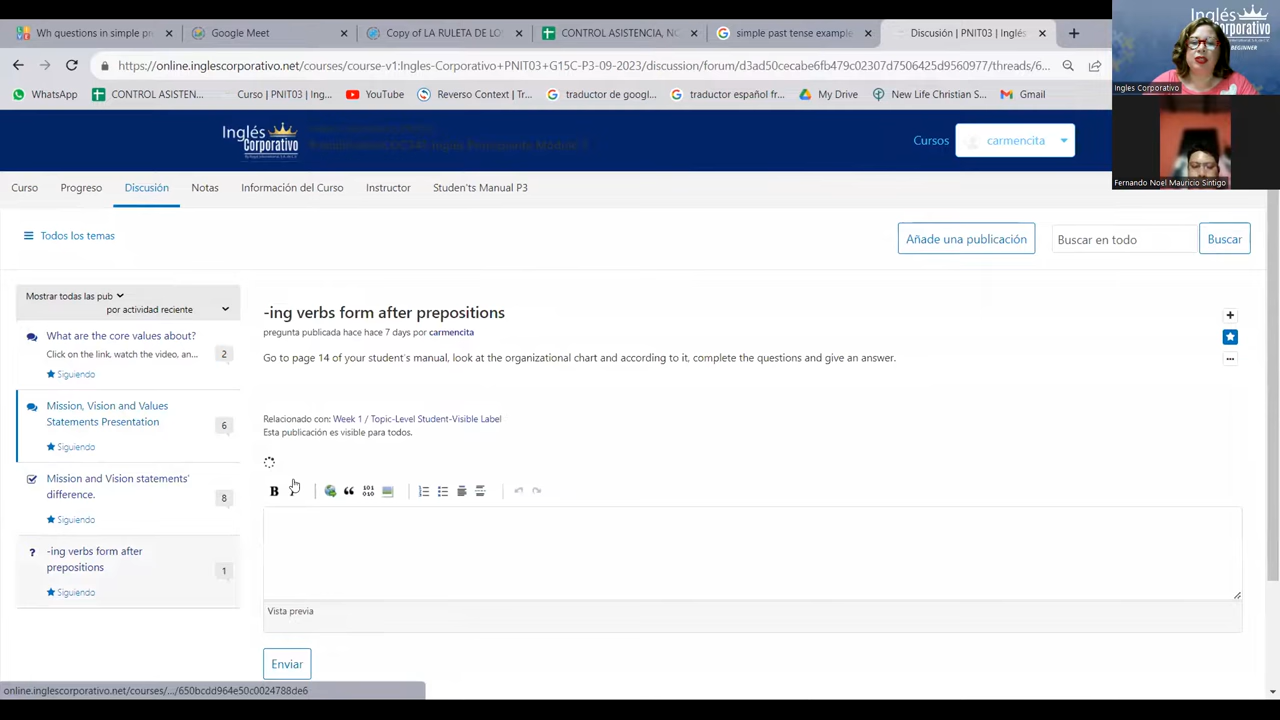 Wh questions in simple pr
Google Meet
Copy of LA RULETA DE LO
CONTROL ASISTENCIA, NO
simple past tense example
Discusión | PNIT03 | Inglés
https://online.inglescorporativo.net/courses/course-v1:Ingles-Corporativo+PNIT03+G15C-P3-09-2023/discussion/forum/d3ad50cecabe6fb479c02307d7506425d9560977/threads/6...
WhatsApp
CONTROL ASISTENCI...
Curso | PNIT03 | Ing...
YouTube
Reverso Context | Tr...
traductor de googl...
traductor español fr...
My Drive
New Life Christian S...
Gmail
Inglés
Corporativo
BEGINNER
Ingles Corporativo
Fernando Noel Mauricio Sintigo
Inglés
Corporativo
Cursos
carmencita
Curso
Progreso
Discusión
Notas
Información del Curso
Instructor
Studen'ts Manual P3
Todos los temas
Añade una publicación
Buscar en todo
Buscar
Mostrar todas las pub
por actividad reciente
What are the core values about?
Click on the link, watch the video, an...
2
Siguiendo
Mission, Vision and Values
Statements Presentation
6
Siguiendo
Mission and Vision statements'
difference.
8
Siguiendo
-ing verbs form after
prepositions
1
Siguiendo
-ing verbs form after prepositions
pregunta publicada hace hace 7 days por carmencita
Go to page 14 of your student's manual, look at the organizational chart and according to it, complete the questions and give an answer.
Relacionado con: Week 1 / Topic-Level Student-Visible Label
Esta publicación es visible para todos.
B
Vista previa
Enviar
online.inglescorporativo.net/courses/.../650bcdd964e50c0024788de6